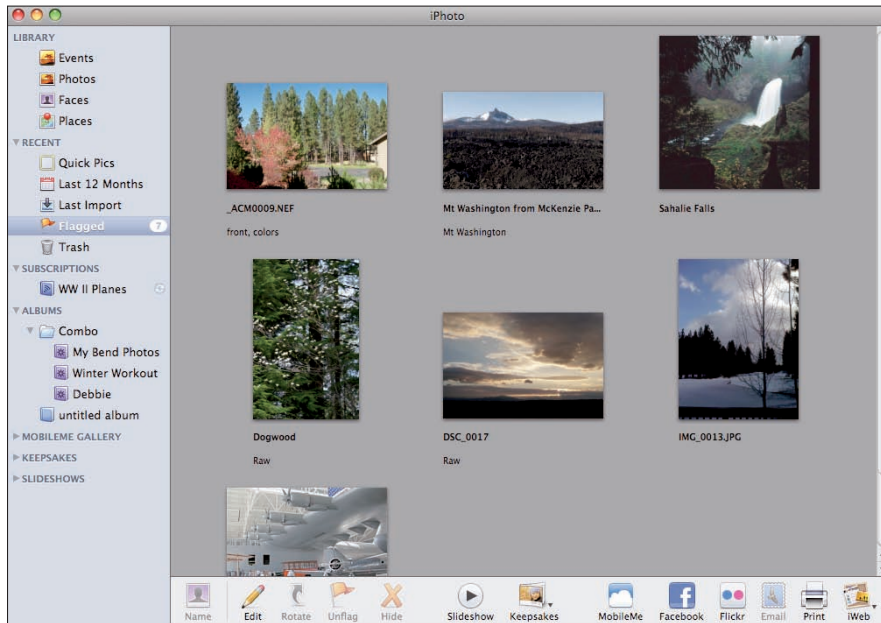 iPhoto
LIBRARY
Events
Photos
Faces
Places
RECENT
Quick Pics
Last 12 Months
Last Import
Flagged 7
Trash
SUBSCRIPTIONS
WW II Planes
ALBUMS
Combo
My Bend Photos
Winter Workout
Debbie
untitled album
MOBILEME GALLERY
KEEPSAKES
SLIDESHOWS
_ACM0009.NEF
front, colors
Mt Washington from McKenzie Pa...
Mt Washington
Sahalie Falls
Dogwood
Raw
DSC_0017
Raw
IMG_0013.JPG
Name
Edit
Rotate
Unflag
Hide
Slideshow
Keepsakes
MobileMe
Facebook
Flickr
Email
Print
iWeb